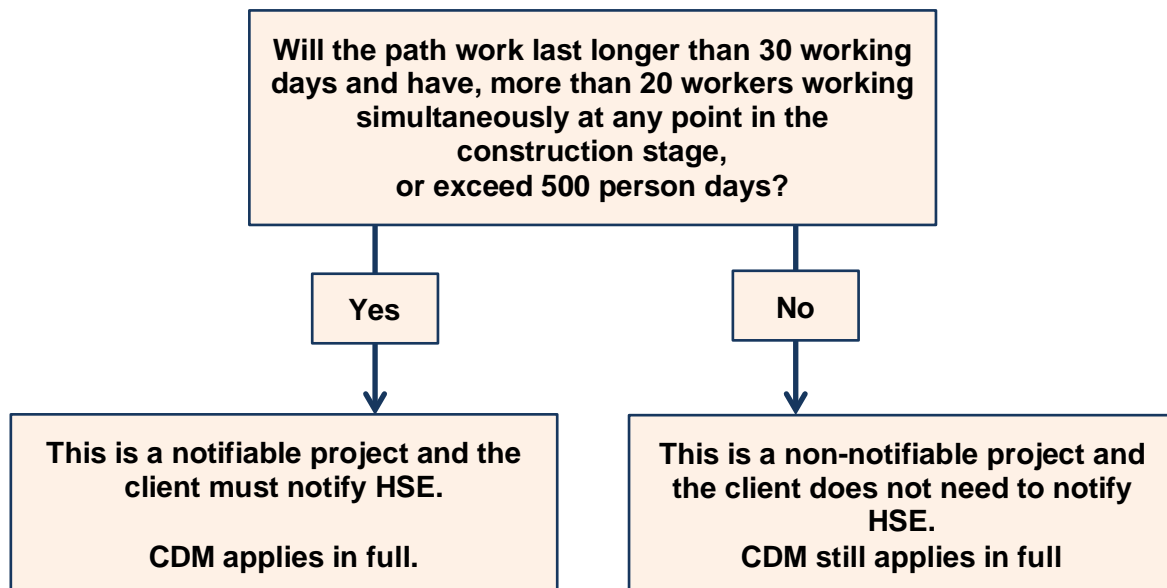 Will the path work last longer than 30 working
days and have, more than 20 workers working
simultaneously at any point in the
construction stage,
or exceed 500 person days?
Yes
No
This is a notifiable project and the
client must notify HSE.
CDM applies in full.
This is a non-notifiable project and
the client does not need to notify
HSE.
CDM still applies in full